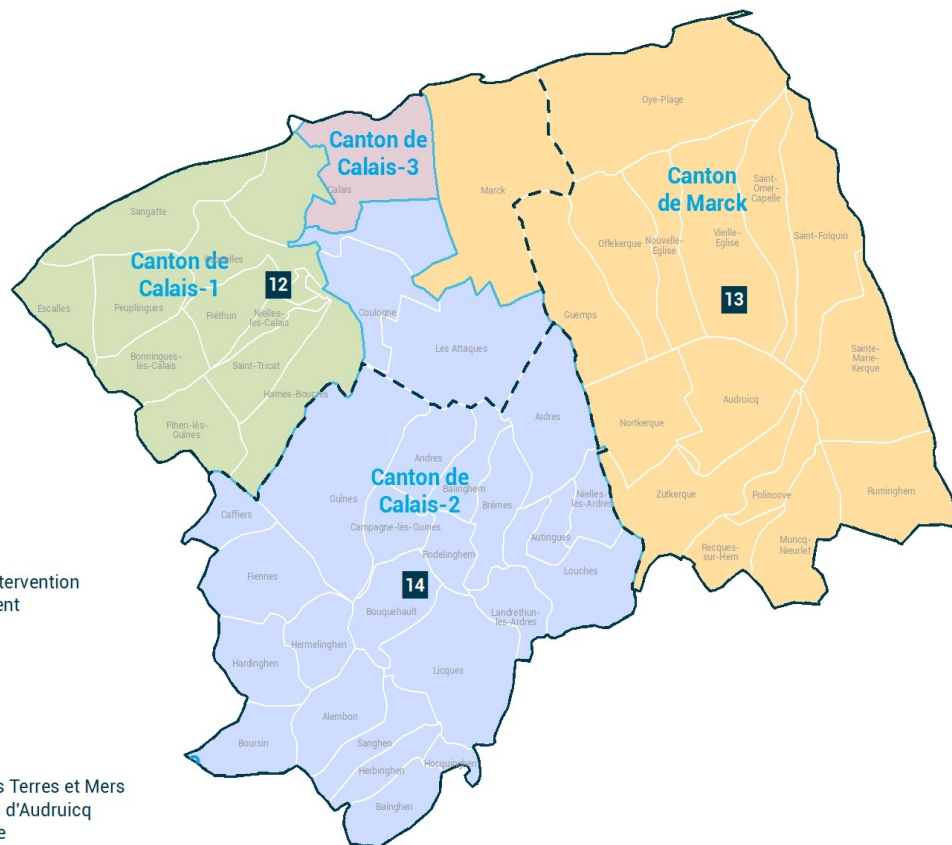 Oye-Plage
Canton de
Calais-3
Calais
Marck
Canton
de Marck
Saint-
Omer-
Capelle
Sangatte
Offekerque
Nouvelle-
Eglise
Vieille-
Eglise
Saint-Folquin
Canton de
Calais-1
12
13
Escalles
Peuplingues
Fréthun
Nielles-
lès-Calais
Coulogne
Guemps
Les Attaques
Bonningues-
lès-Calais
Saint-Tricat
Sainte-
Marie-
Kerque
Hames-Boucres
Audruicq
Pihen-lès-
Guînes
Ardres
Nortkerque
Andres
Canton de
Calais-2
Balinghem
Guînes
Brêmes
Nielles-
lès-Ardres
Zutkerque
Polincove
Ruminghem
Caffiers
Campagne-lès-Guines
Autingues
Recques-
sur-Hem
Muncq-
Nieurlet
Rodelinghem
Fiennes
Louches
14
tervention
ent
Bouquehault
Landrethun-
lès-Ardres
Hermelinghen
Hardinghen
Licques
Alembon
Boursin
Sanghen
Herbinghen
Hocquinghen
Bainghen
s Terres et Mers
n d'Audruicq
e